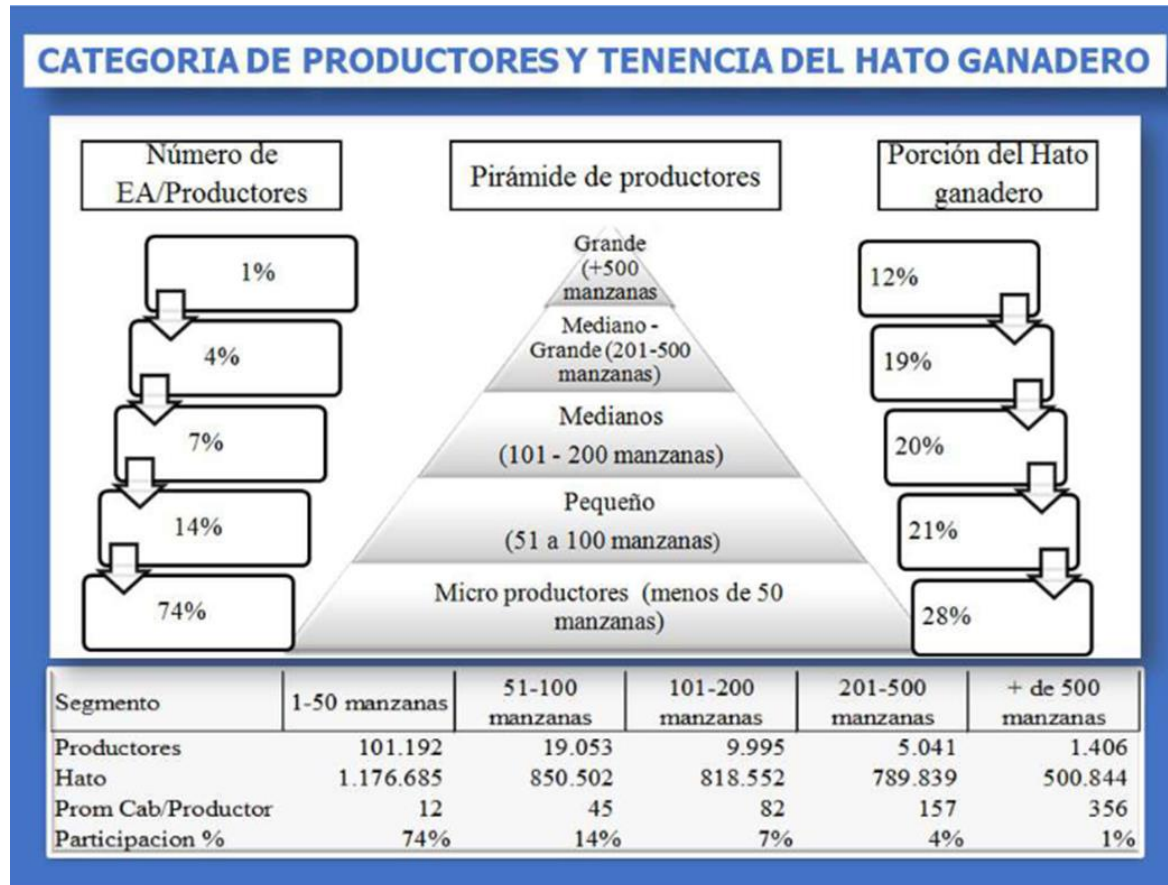 CATEGORIA DE PRODUCTORES Y TENENCIA DEL HATO GANADERO
Número de
EA/Productores
Pirámide de productores
Porción del Hato
ganadero
1%
Grande
(+500
manzanas
12%
4%
Mediano -
Grande (201-500
manzanas)
19%
7%
Medianos
(101 - 200 manzanas)
20%
14%
Pequeño
(51 a 100 manzanas)
21%
74%
Micro productores (menos de 50
manzanas)
28%
Segmento 1-50 manzanas 51-100 manzanas 101-200 manzanas 201-500 manzanas + de 500 manzanas
Productores 101.192 19.053 9.995 5.041 1.406
Hato 1.176.685 850.502 818.552 789.839 500.844
Prom Cab/Productor 12 45 82 157 356
Participacion % 74% 14% 7% 4% 1%